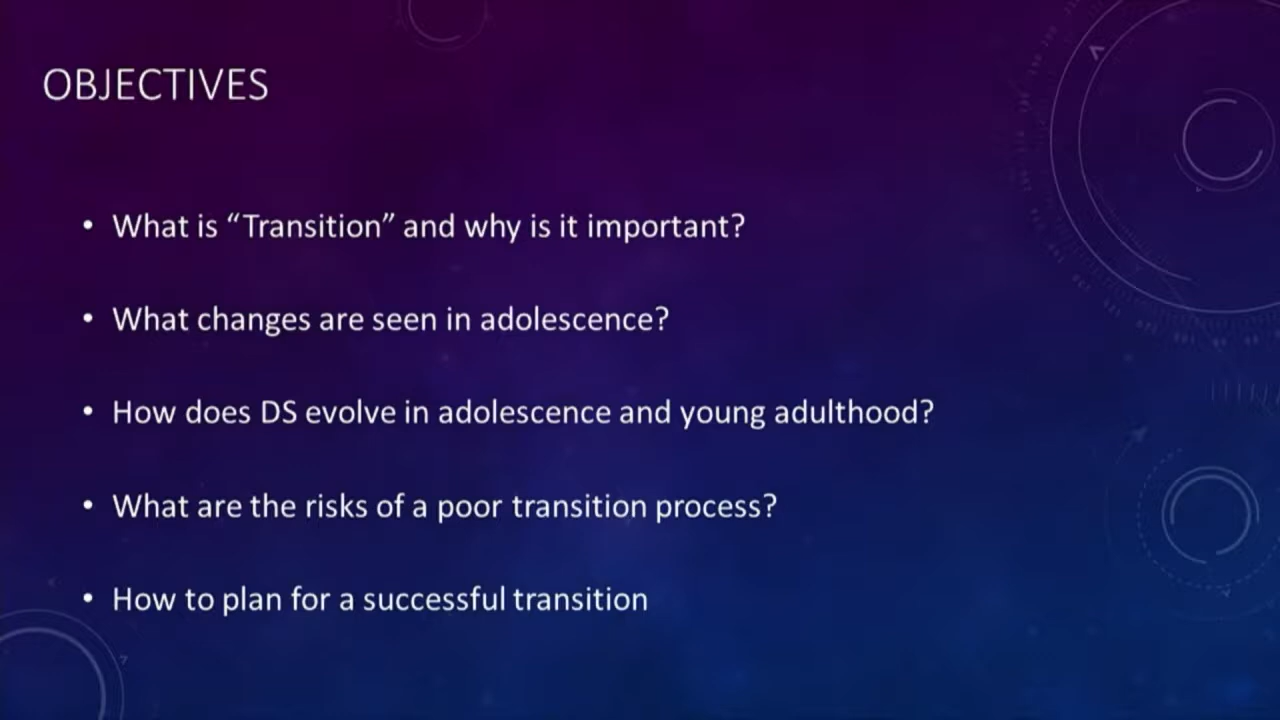 OBJECTIVES
• What is “Transition” and why is it important?
• What changes are seen in adolescence?
• How does DS evolve in adolescence and young adulthood?
• What are the risks of a poor transition process?
• How to plan for a successful transition